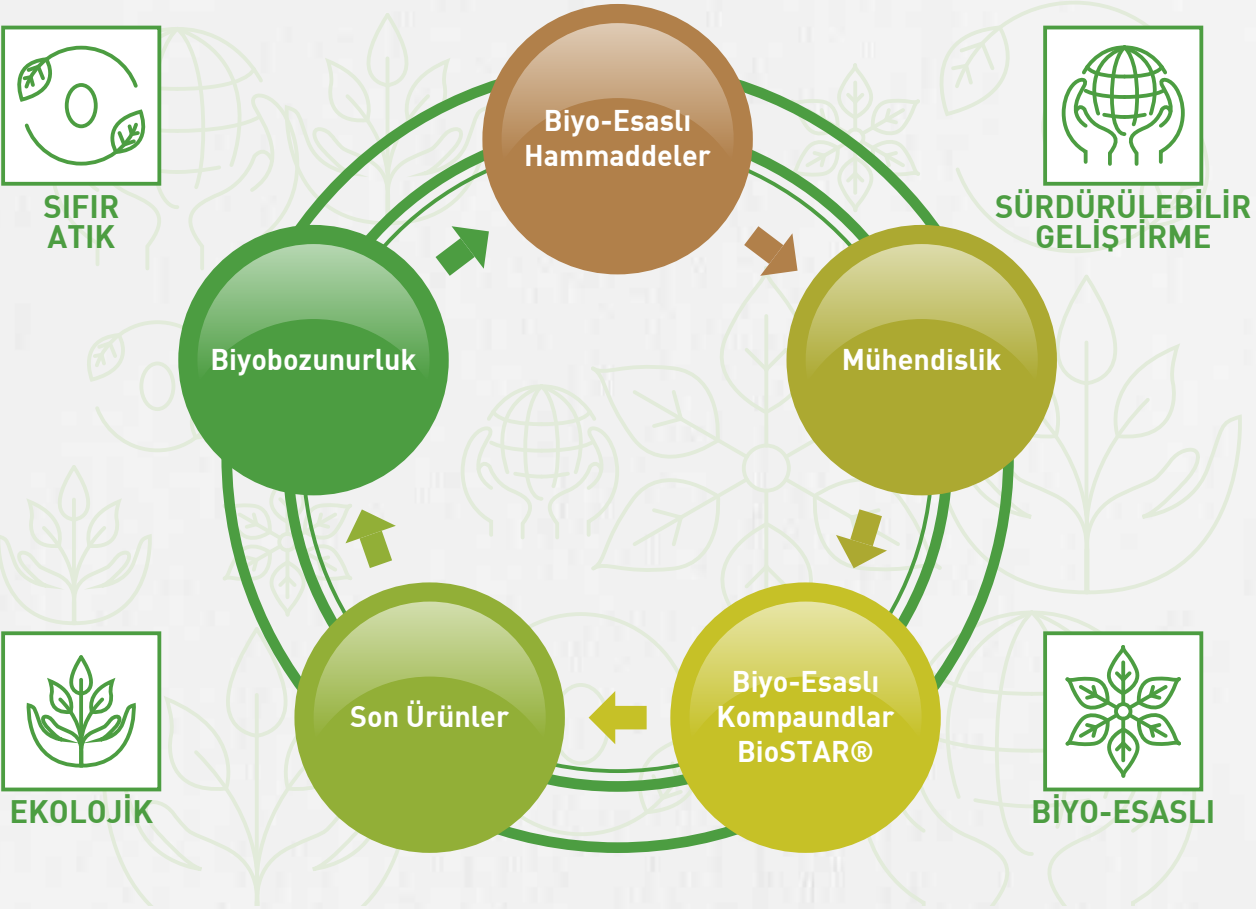 Biyo-Esaslı
Hammaddeler
SIFIR
ATIK
SÜRDÜRÜLEBİLİR
GELİŞTİRME
Biyobozunurluk
Mühendislik
Son Ürünler
Biyo-Esaslı
Kompaundlar
BioSTAR®
EKOLOJİK
BİYO-ESASLI